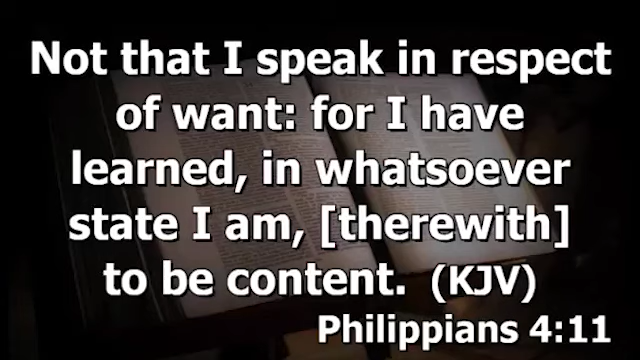 Not that I speak in respect
of want: for I have
learned, in whatsoever
state I am, [therewith]
to be content. (KJV)
Philippians 4:11